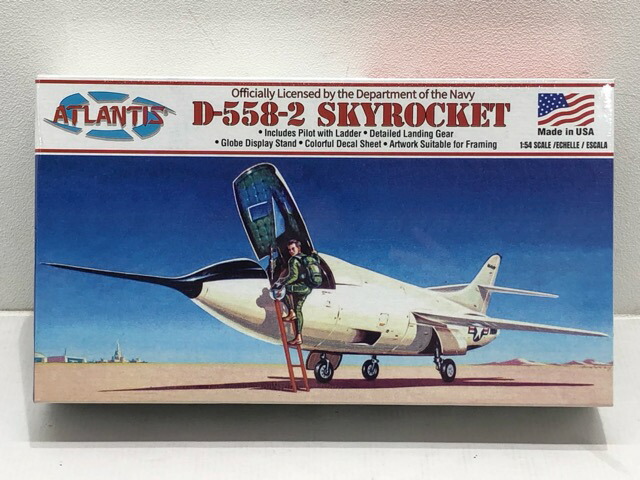 ATLANTIS
Officially Licensed by the Department of the Navy
D-558-2 SKYROCKET
• Includes Pilot with Ladder • Detailed Landing Gear
• Globe Display Stand • Colorful Decal Sheet • Artwork Suitable for Framing
Made in USA
1:54 SCALE /ECHELLE / ESCALA